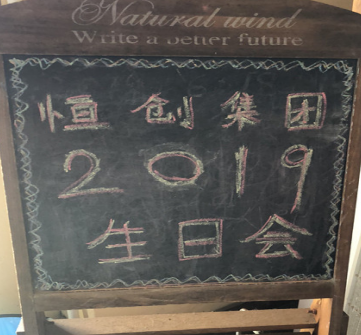 Natural wind
Write a better future
恒创集团
2019
生日会